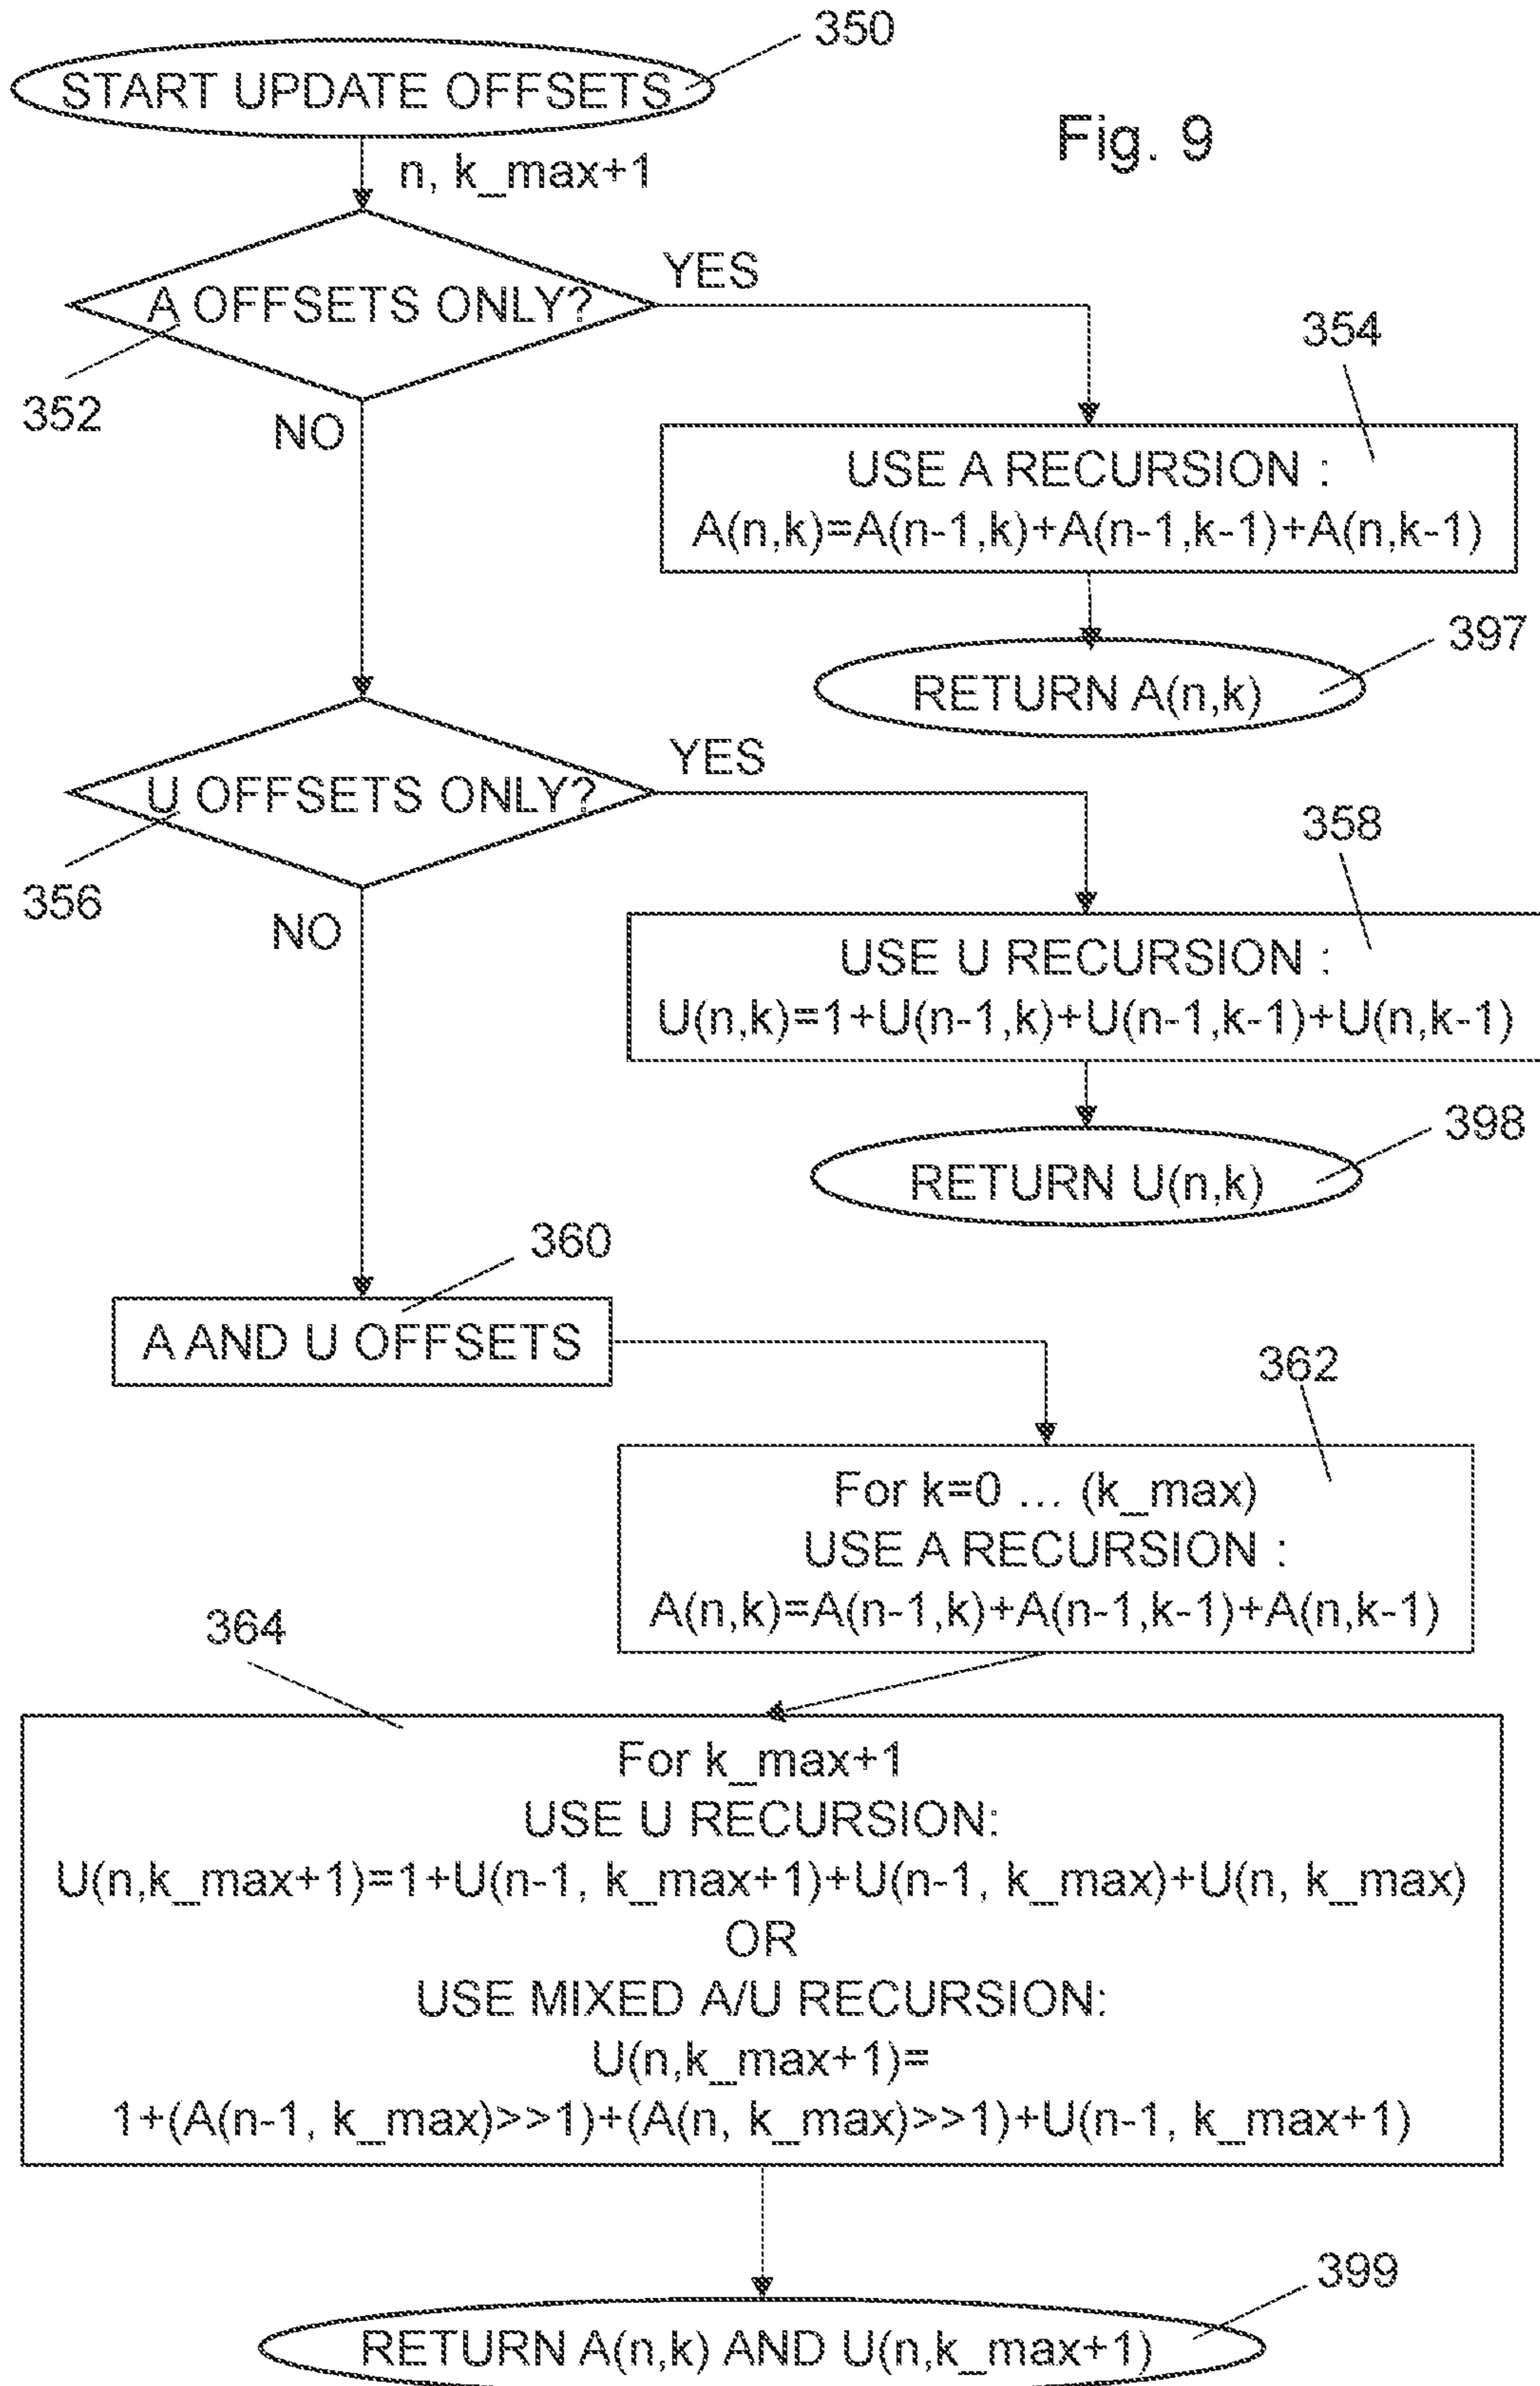 350
START UPDATE OFFSETS
Fig. 9
n, k_max+1
YES
A OFFSETS ONLY?
354
352
NO
USE A RECURSION :
A(n,k)=A(n-1,k)+A(n-1,k-1)+A(n,k-1)
397
RETURN A(n,k)
YES
U OFFSETS ONLY?
358
356
NO
USE U RECURSION :
U(n,k)=1+U(n-1,k)+U(n-1,k-1)+U(n,k-1)
398
RETURN U(n,k)
360
A AND U OFFSETS
362
For k=0 ... (k_max)
USE A RECURSION :
A(n,k)=A(n-1,k)+A(n-1,k-1)+A(n,k-1)
364
For k_max+1
USE U RECURSION:
U(n,k_max+1)=1+U(n-1, k_max+1)+U(n-1, k_max)+U(n, k_max)
OR
USE MIXED A/U RECURSION:
U(n,k_max+1)=
1+(A(n-1, k_max)>>1)+(A(n, k_max)>>1)+U(n-1, k_max+1)
399
RETURN A(n,k) AND U(n,k_max+1)